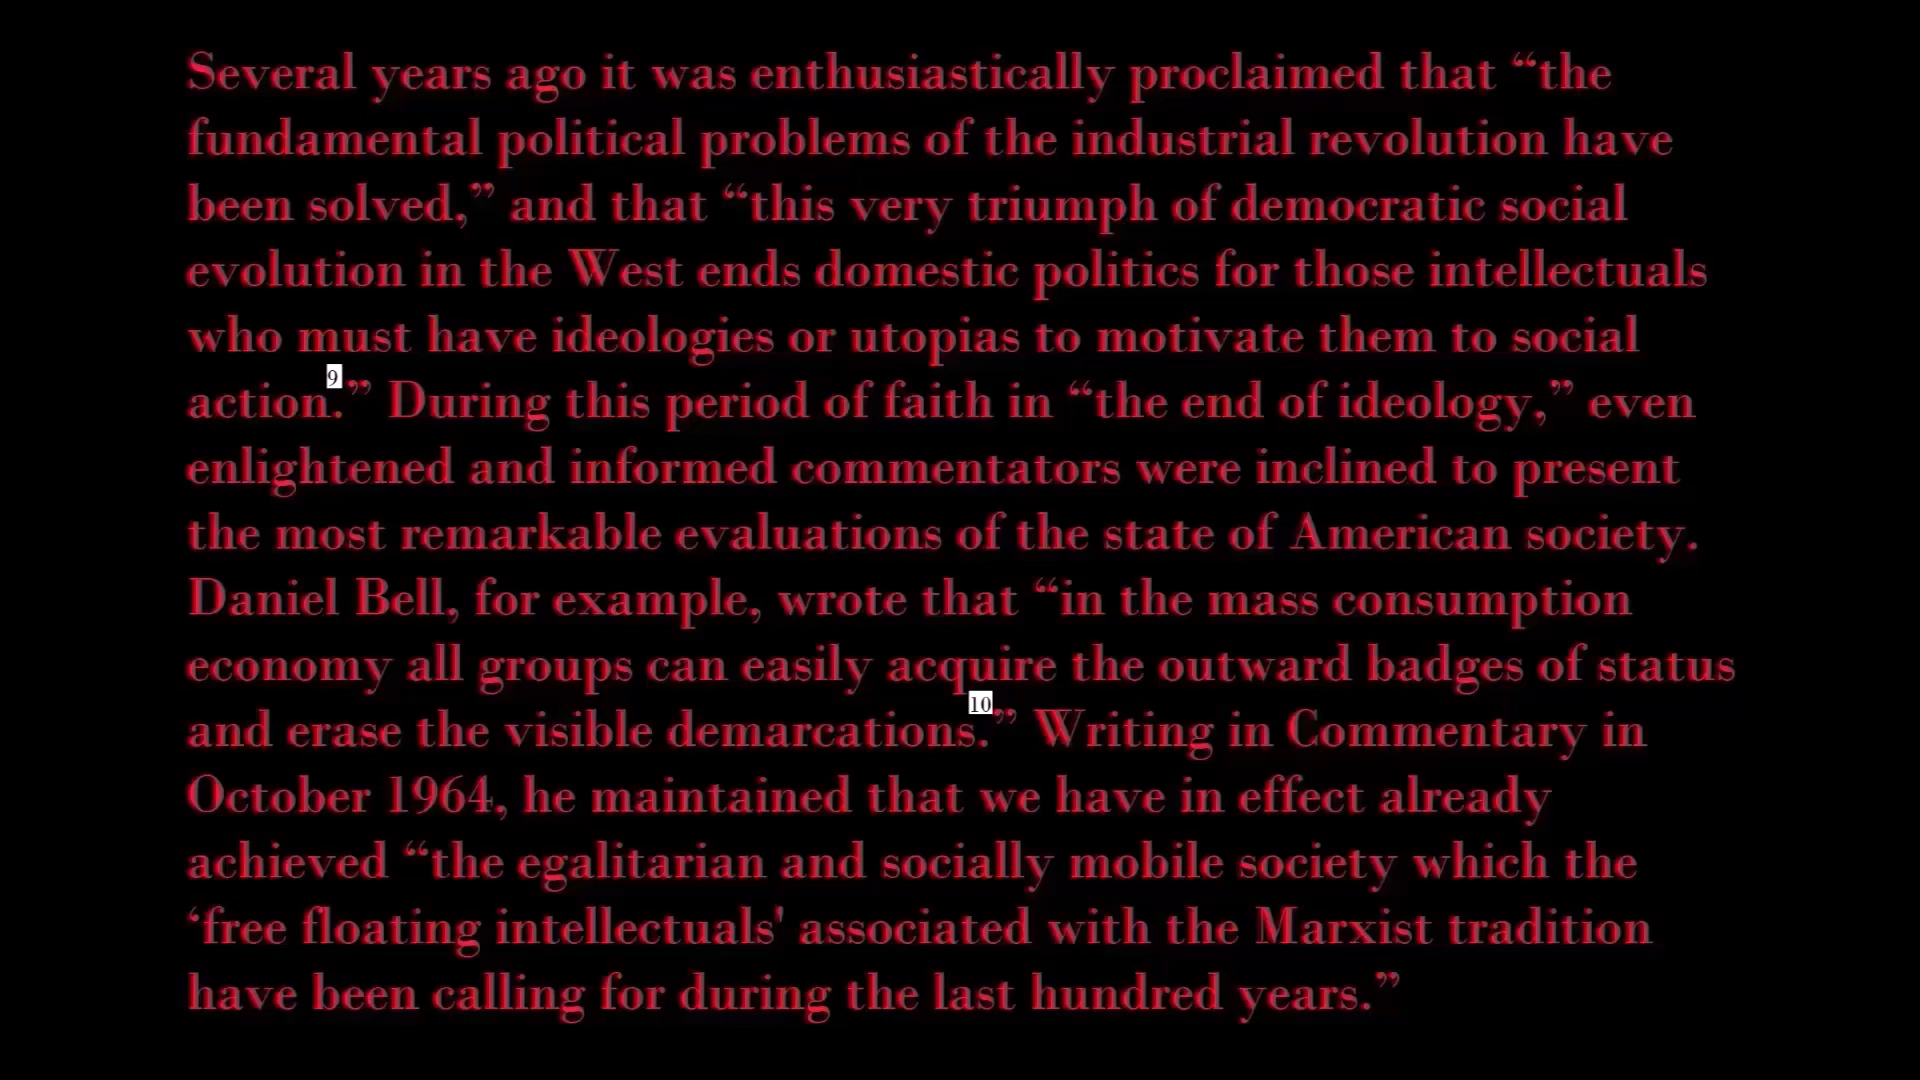 Several years ago it was enthusiastically proclaimed that “the
fundamental political problems of the industrial revolution have
been solved,” and that “this very triumph of democratic social
evolution in the West ends domestic politics for those intellectuals
who must have ideologies or utopias to motivate them to social
action.9” During this period of faith in “the end of ideology,” even
enlightened and informed commentators were inclined to present
the most remarkable evaluations of the state of American society.
Daniel Bell, for example, wrote that “in the mass consumption
economy all groups can easily acquire the outward badges of status
and erase the visible demarcations.10” Writing in Commentary in
October 1964, he maintained that we have in effect already
achieved “the egalitarian and socially mobile society which the
‘free floating intellectuals' associated with the Marxist tradition
have been calling for during the last hundred years.”